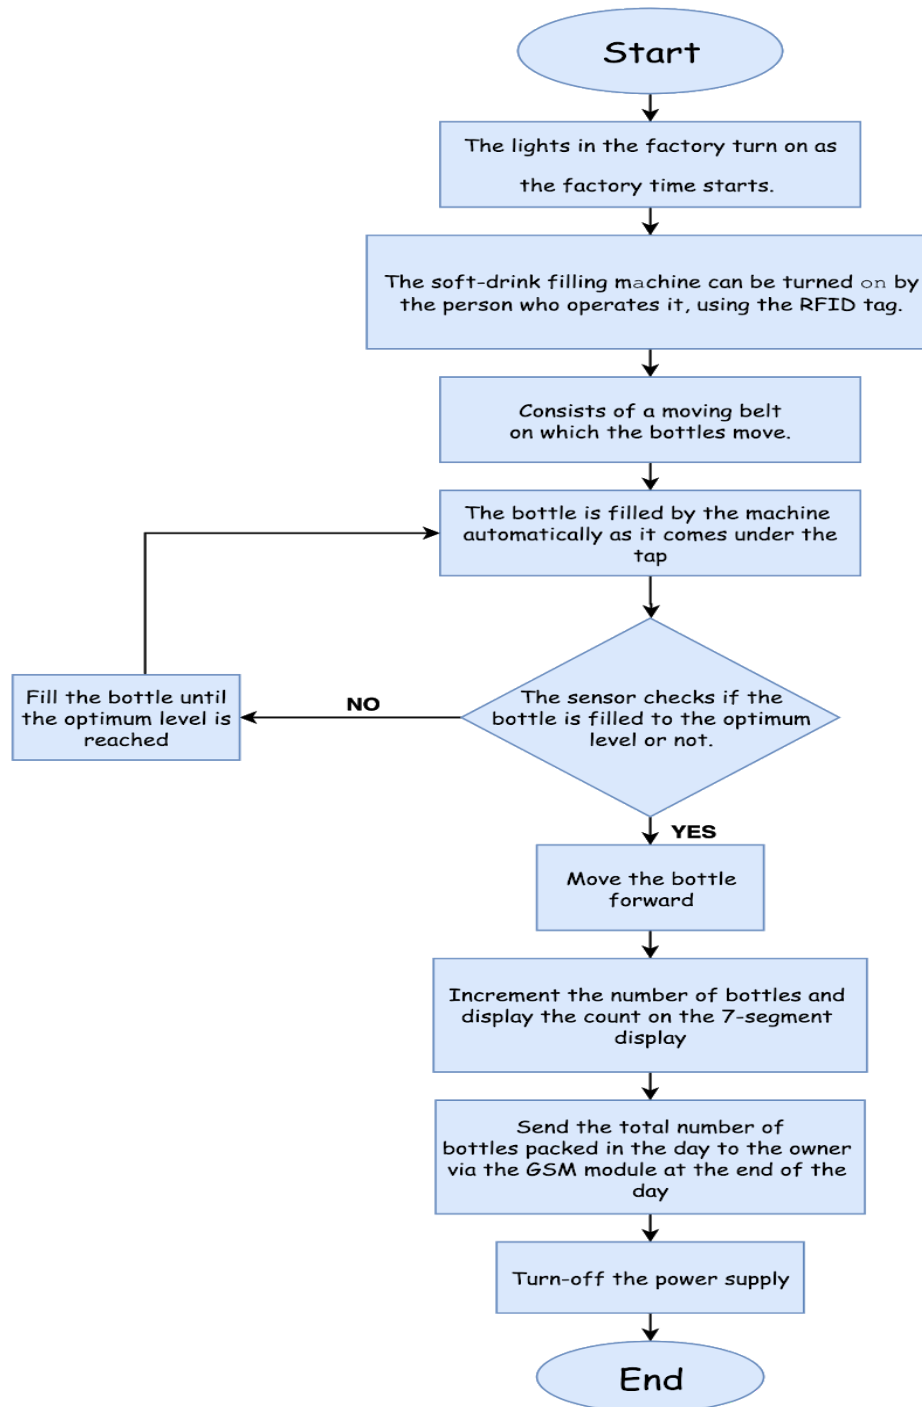 Start
The lights in the factory turn on as
the factory time starts.
The soft-drink filling machine can be turned on by
the person who operates it, using the RFID tag.
Consists of a moving belt
on which the bottles move.
The bottle is filled by the machine
automatically as it comes under the
tap
The sensor checks if the
bottle is filled to the optimum
level or not.
NO
Fill the bottle until
the optimum level is
reached
YES
Move the bottle
forward
Increment the number of bottles and
display the count on the 7-segment
display
Send the total number of
bottles packed in the day to the owner
via the GSM module at the end of the
day
Turn-off the power supply
End